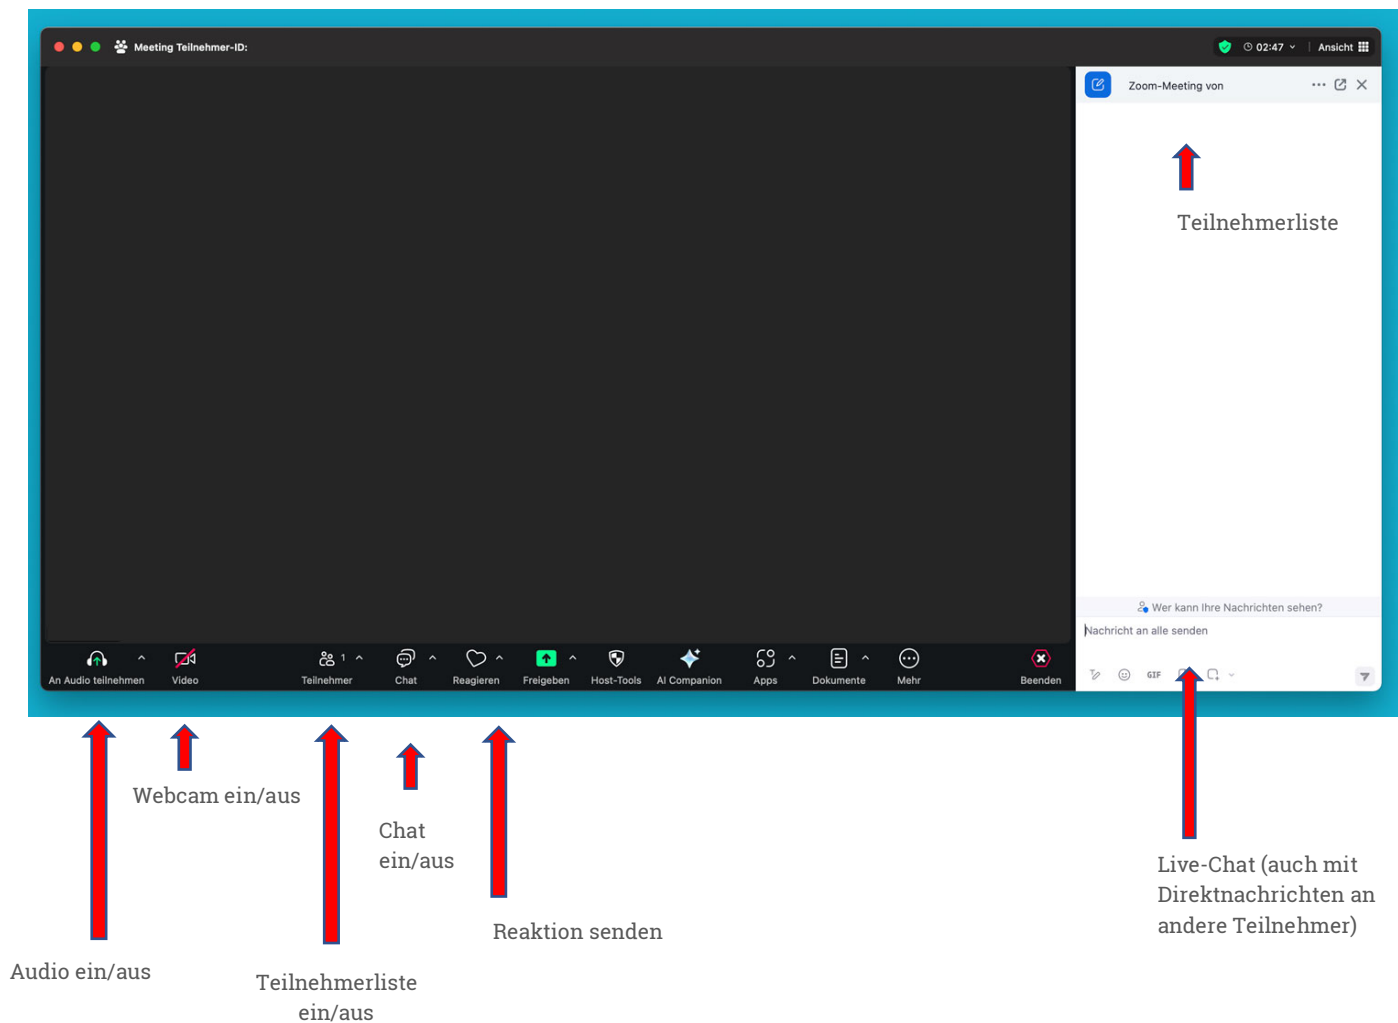 Meeting Teilnehmer-ID:
02:47
Ansicht
Zoom-Meeting von
Teilnehmerliste
Wer kann Ihre Nachrichten sehen?
Nachricht an alle senden
GIF
1
An Audio teilnehmen
Video
Teilnehmer
Chat
Reagieren
Freigeben
Host-Tools
AI Companion
Apps
Dokumente
Mehr
Beenden
Webcam ein/aus
Chat
ein/aus
Live-Chat (auch mit
Direktnachrichten an
andere Teilnehmer)
Reaktion senden
Audio ein/aus
Teilnehmerliste
ein/aus